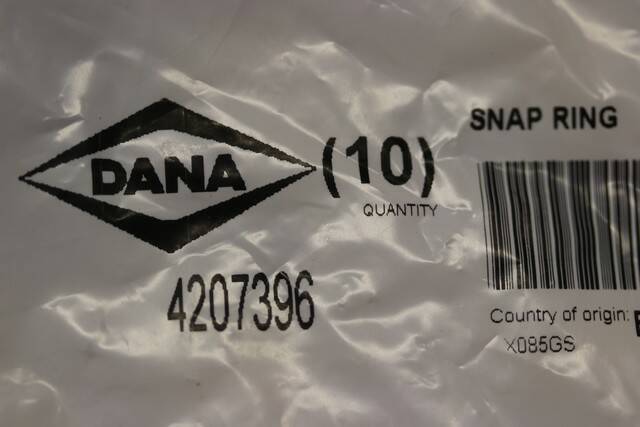 DANA
(10)
QUANTITY
4207396
SNAP RING
Country of origin:
X085GS